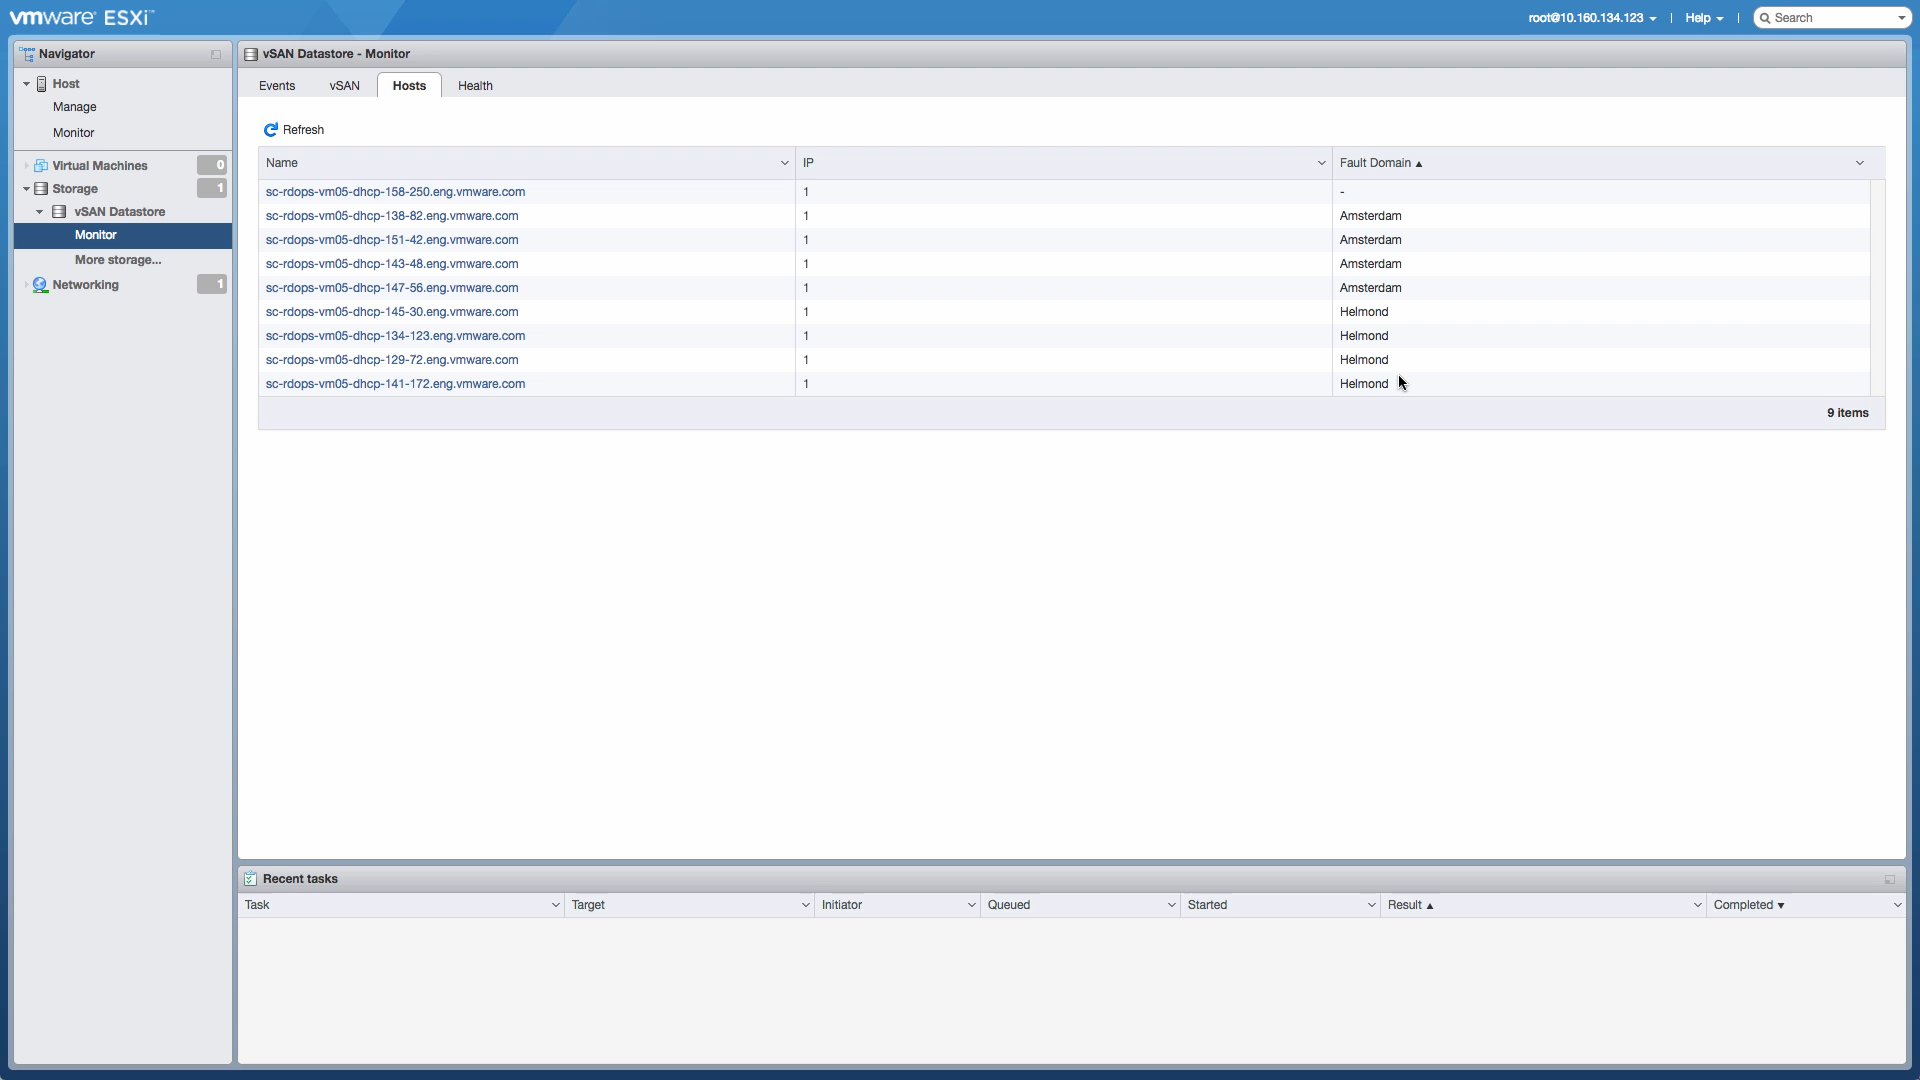 vmware ESXi™
root@10.160.134.123
Help
Search
Navigator
Host
Manage
Monitor
Virtual Machines 0
Storage 1
vSAN Datastore
Monitor
More storage...
Networking 1
vSAN Datastore - Monitor
Events vSAN Hosts Health
Refresh
Name IP Fault Domain
sc-rdops-vm05-dhcp-158-250.eng.vmware.com 1 -
sc-rdops-vm05-dhcp-138-82.eng.vmware.com 1 Amsterdam
sc-rdops-vm05-dhcp-151-42.eng.vmware.com 1 Amsterdam
sc-rdops-vm05-dhcp-143-48.eng.vmware.com 1 Amsterdam
sc-rdops-vm05-dhcp-147-56.eng.vmware.com 1 Amsterdam
sc-rdops-vm05-dhcp-145-30.eng.vmware.com 1 Helmond
sc-rdops-vm05-dhcp-134-123.eng.vmware.com 1 Helmond
sc-rdops-vm05-dhcp-129-72.eng.vmware.com 1 Helmond
sc-rdops-vm05-dhcp-141-172.eng.vmware.com 1 Helmond
9 items
Recent tasks
Task Target Initiator Queued Started Result Completed